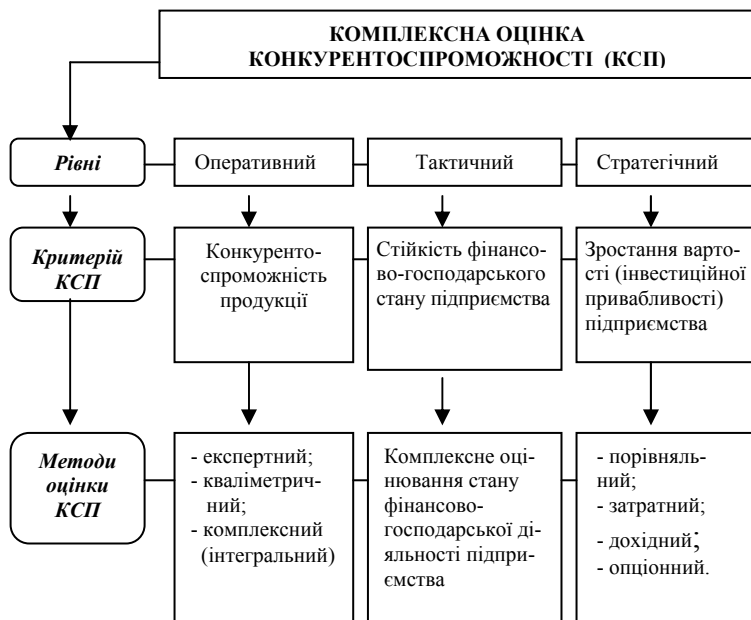 КОМПЛЕКСНА ОЦІНКА
КОНКУРЕНТОСПРОМОЖНОСТІ (КСП)
Рівні
Оперативний
Тактичний
Стратегічний
Критерій
КСП
Конкуренто-
спроможність
продукції
Стійкість фінансо-
во-господарського
стану підприємства
Зростання варто-
сті (інвестиційної
привабливості)
підприємства
Методи
оцінки
КСП
- експертний;
- кваліметрич-
ний;
- комплексний
(інтегральний)
Комплексне оці-
нювання стану
фінансово-
господарської ді-
яльності підпри-
ємства
- порівняль-
ний;
- затратний;
- дохідний;
- опціонний.